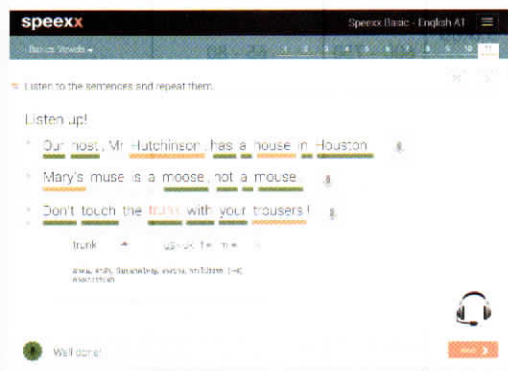 speexx Speexx Basic - English A1
Basics: Vowels 1 2 3 4 5 6 7 8 9 10 11
Listen to the sentences and repeat them.
Listen up!
Our host, Mr Hutchinson, has a house in Houston
Mary's muse is a moose, not a mouse.
Don't touch the trunk with your trousers!
trunk
Well done!